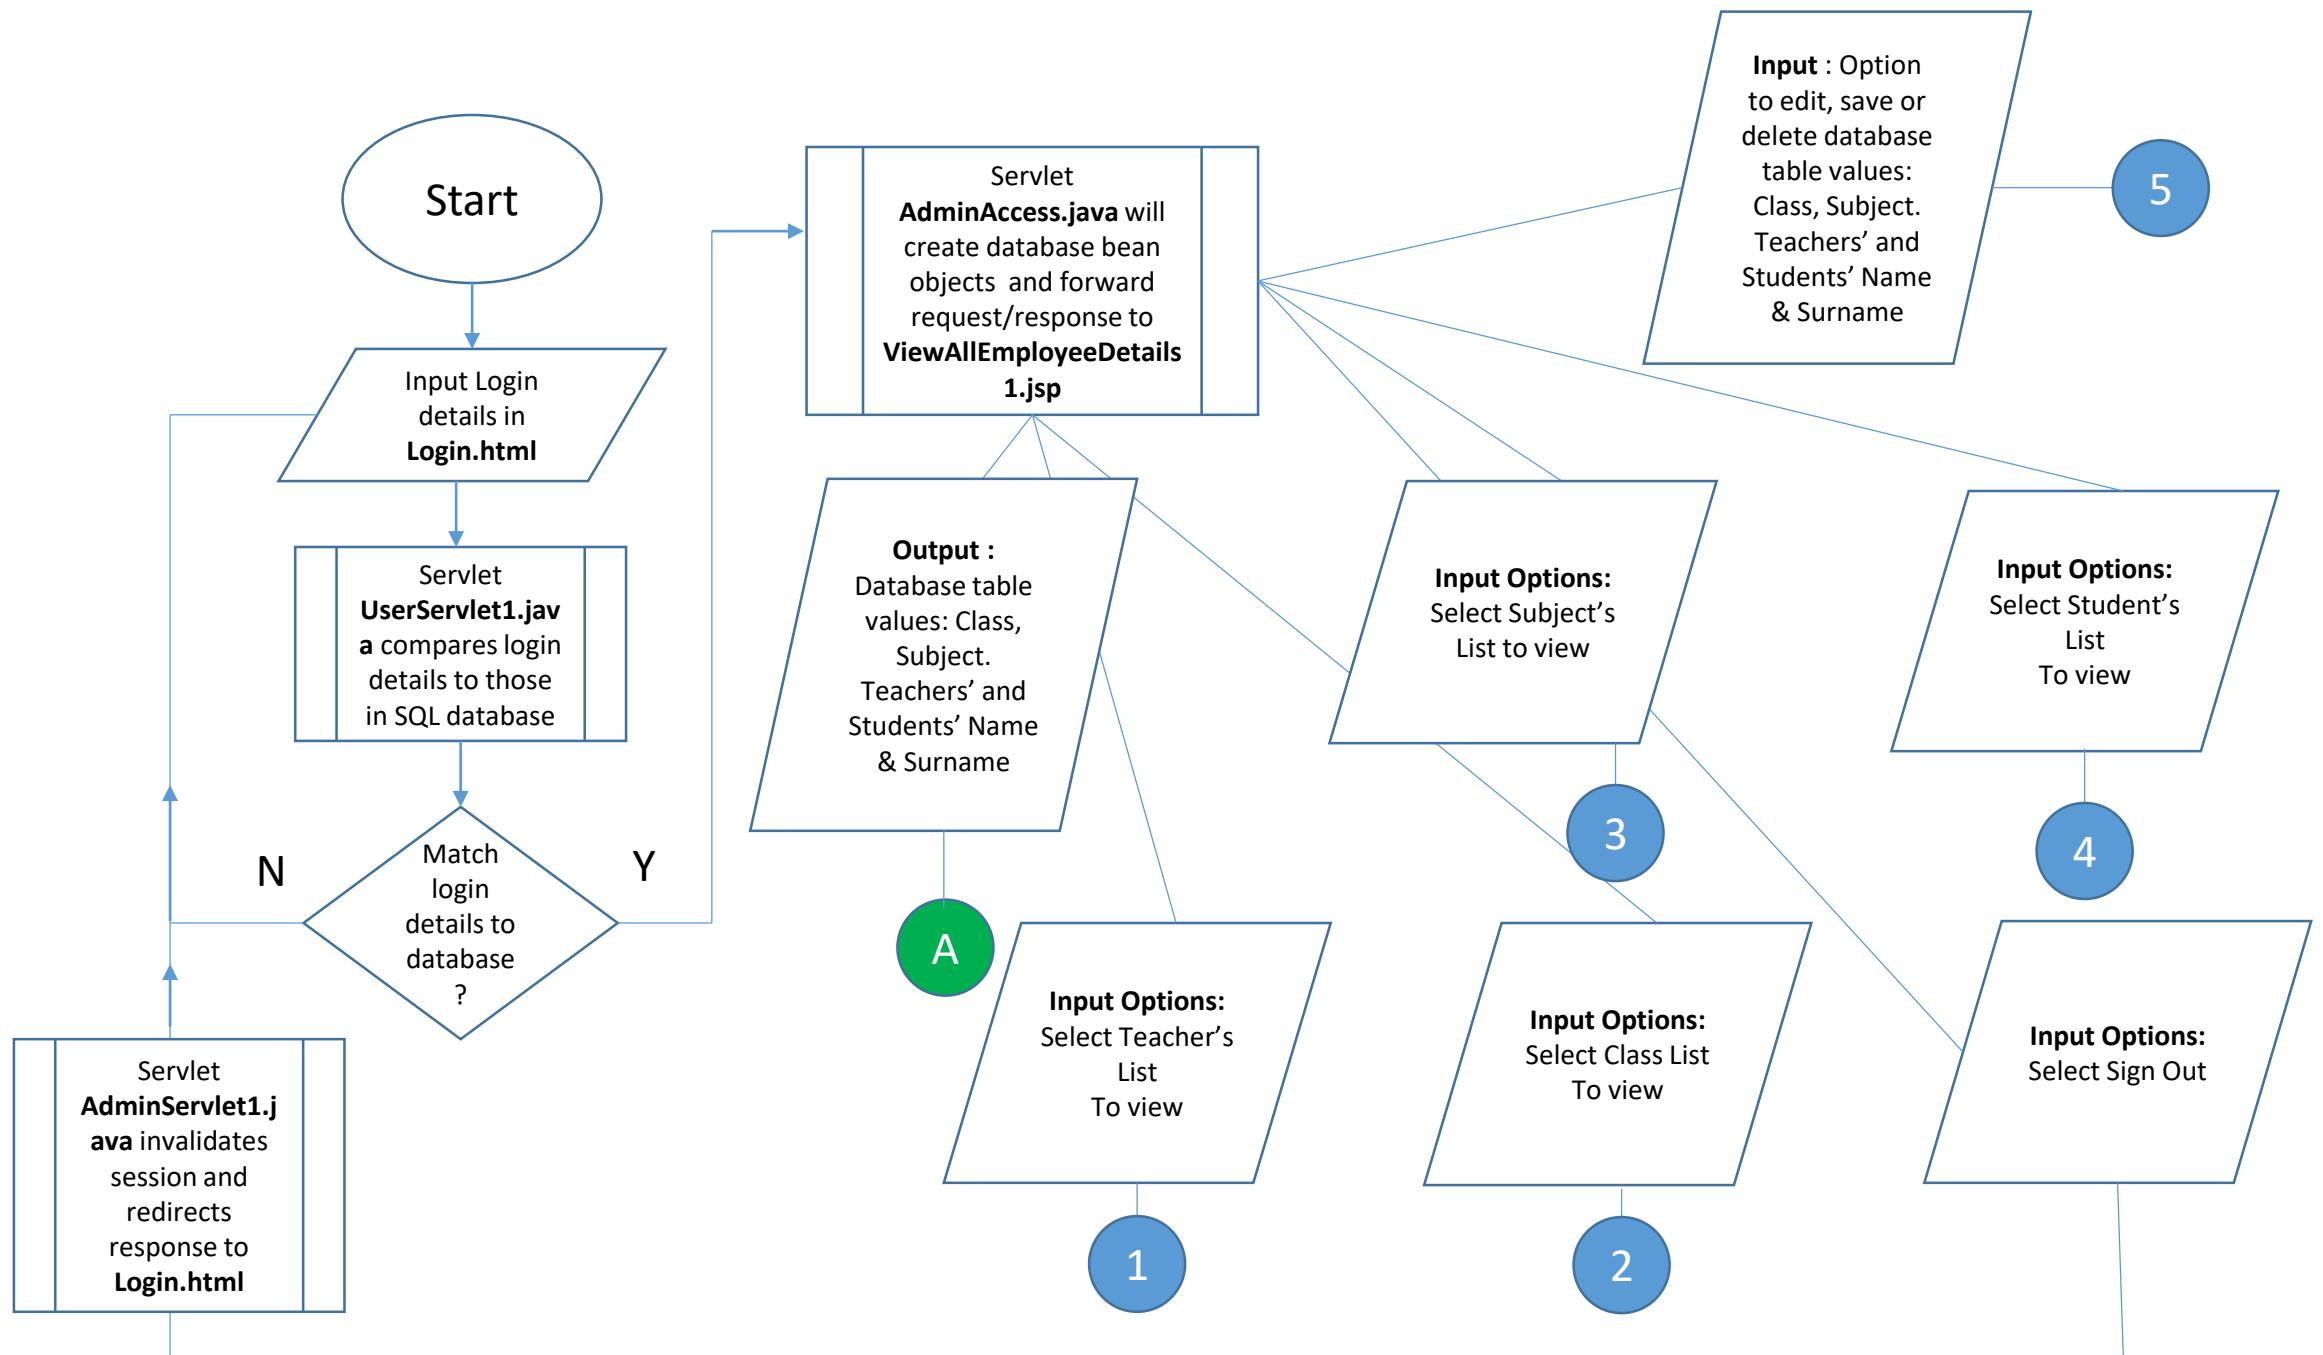 Start
Input Login
details in
Login.html
Servlet
UserServlet1.jav
a compares login
details to those
in SQL database
Match
login
details to
database
?
N
Y
Servlet
AdminServlet1.j
ava invalidates
session and
redirects
response to
Login.html
Servlet
AdminAccess.java will
create database bean
objects and forward
request/response to
ViewAllEmployeeDetails
1.jsp
Input : Option
to edit, save or
delete database
table values:
Class, Subject.
Teachers’ and
Students’ Name
& Surname
5
Output :
Database table
values: Class,
Subject.
Teachers’ and
Students’ Name
& Surname
A
Input Options:
Select Subject’s
List to view
3
Input Options:
Select Student’s
List
To view
4
Input Options:
Select Teacher’s
List
To view
1
Input Options:
Select Class List
To view
2
Input Options:
Select Sign Out